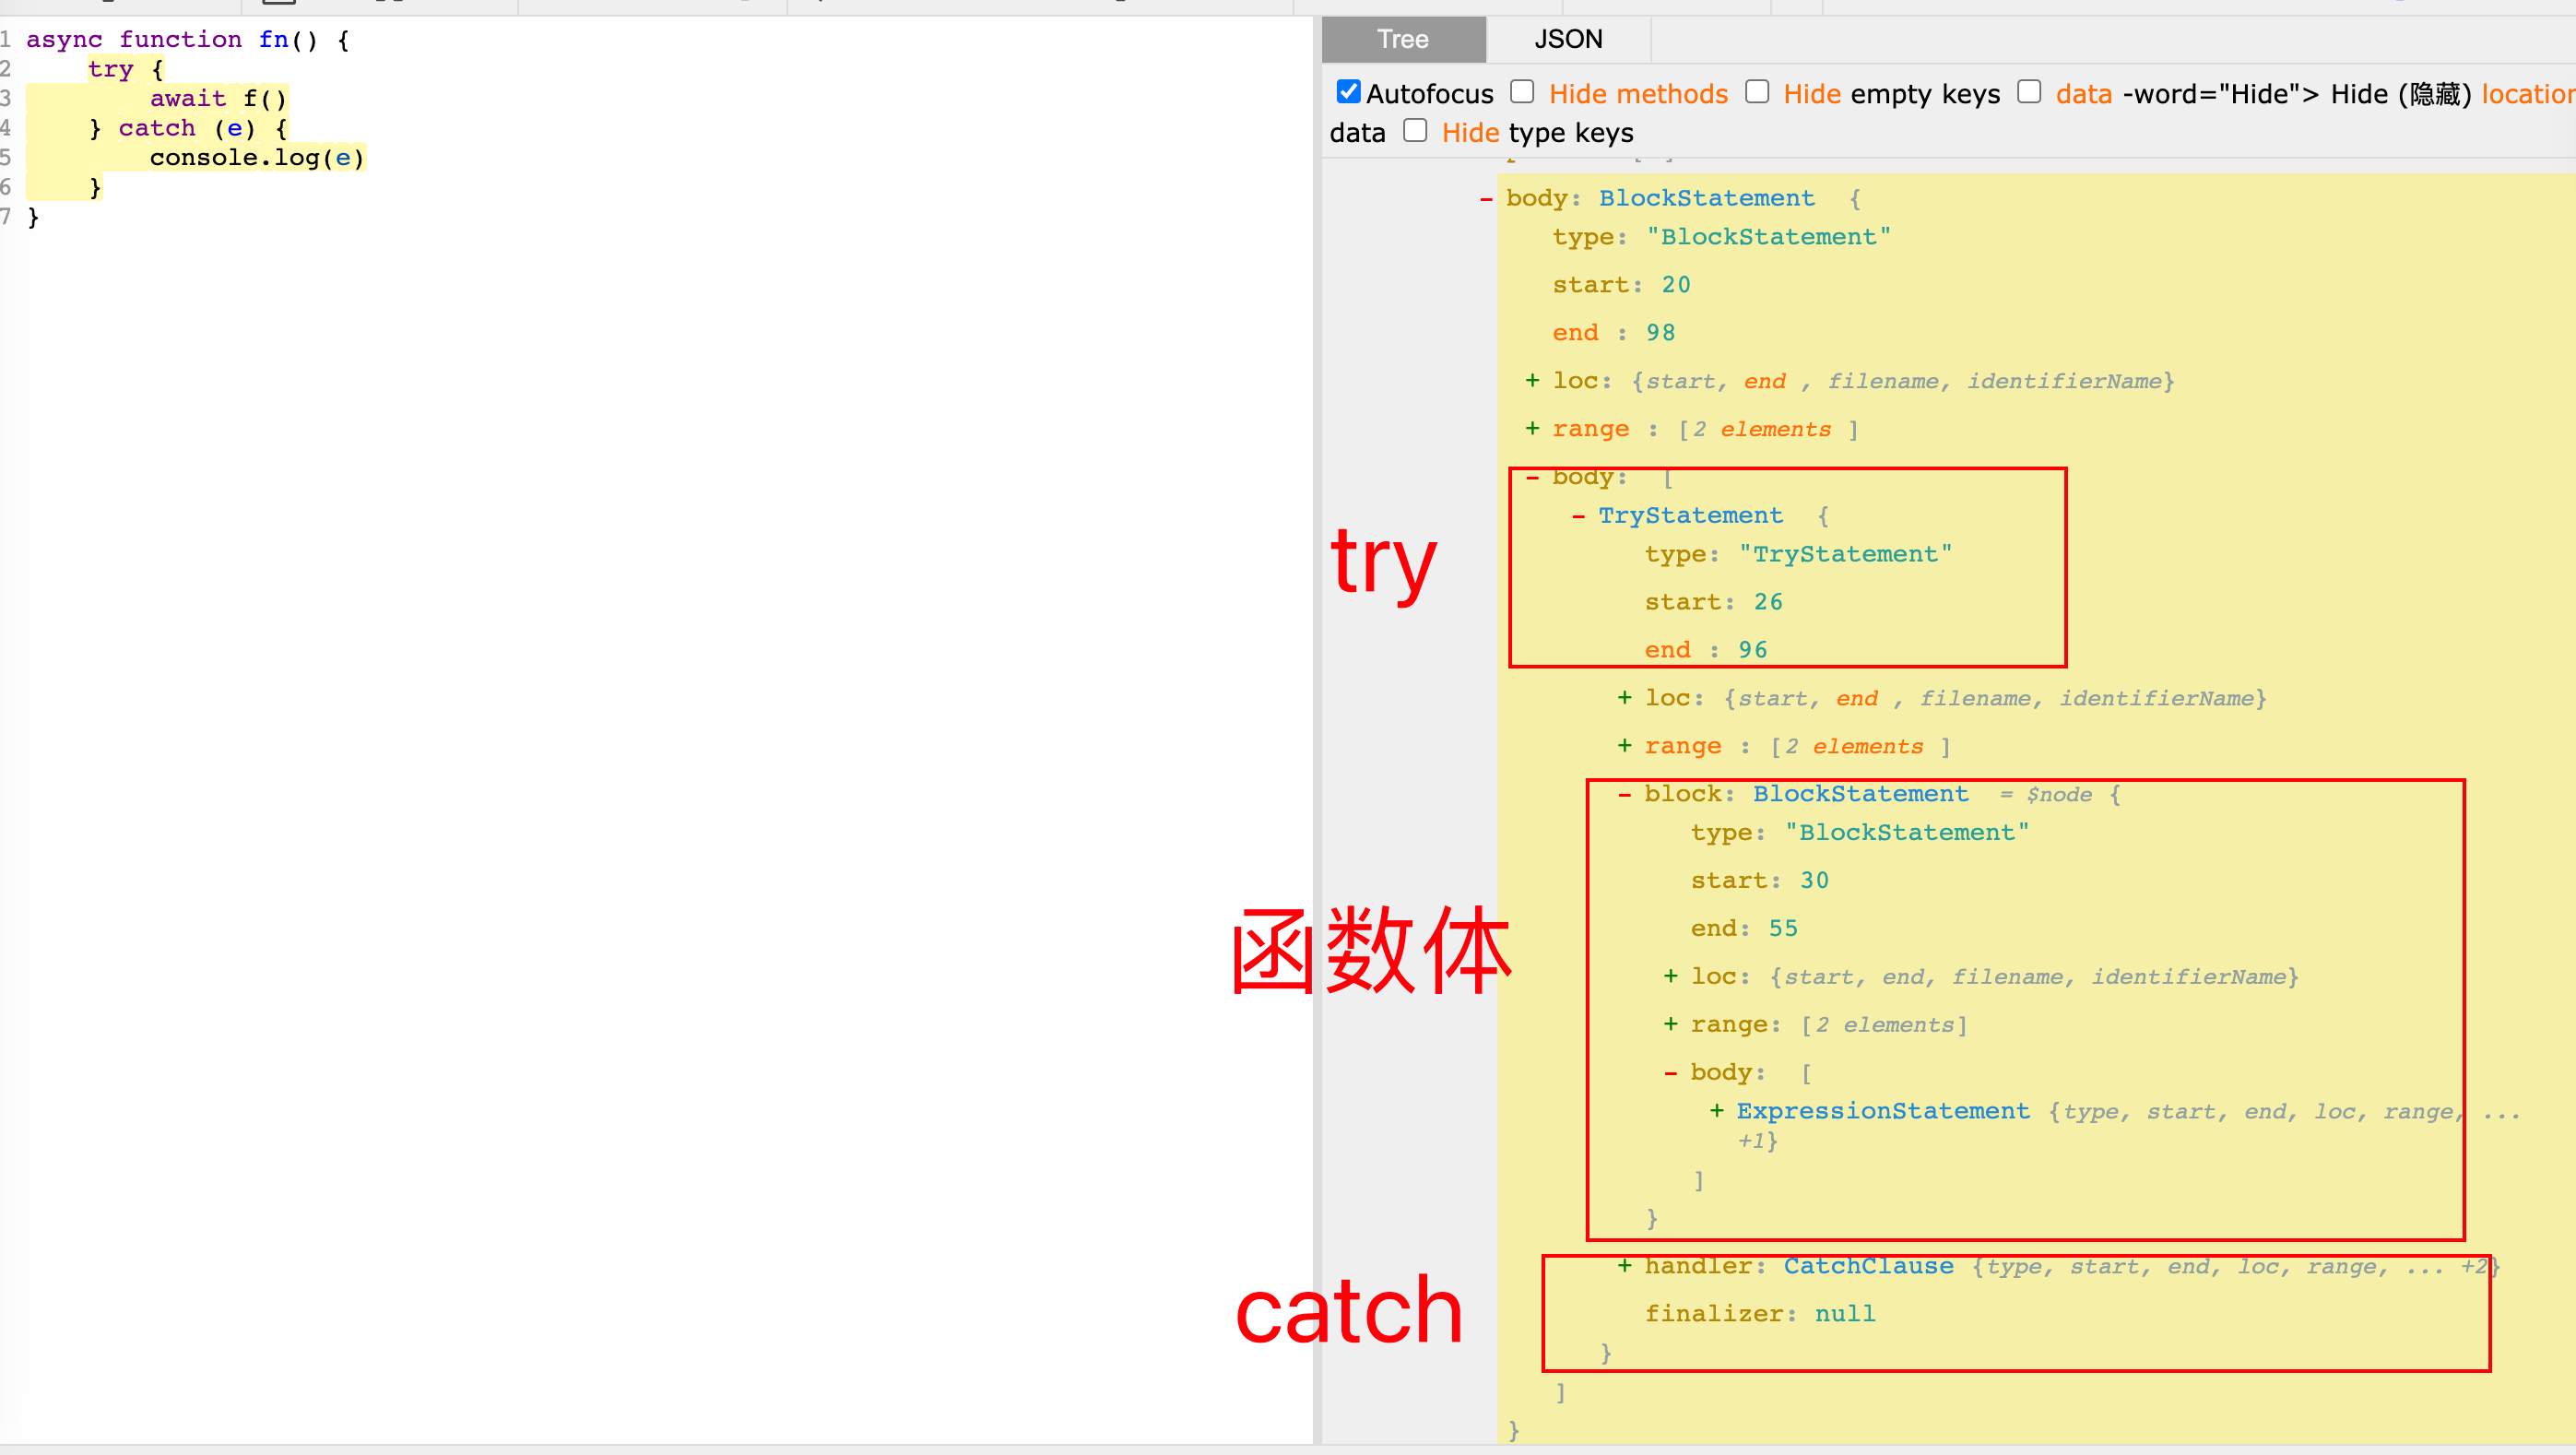 1 async function fn() {
2 try {
3 await f()
4 } catch (e) {
5 console.log(e)
6 }
7 }
Tree JSON
Autofocus Hide methods Hide empty keys data -word="Hide"> Hide (隐藏) location
data Hide type keys
- body: BlockStatement {
type: "BlockStatement"
start: 20
end : 98
+ loc: {start, end , filename, identifierName}
+ range : [2 elements ]
- body: [
- TryStatement {
try
type: "TryStatement"
start: 26
end : 96
+ loc: {start, end , filename, identifierName}
+ range : [2 elements ]
- block: BlockStatement = $node {
type: "BlockStatement"
start: 30
end: 55
函数体
+ loc: {start, end, filename, identifierName}
+ range: [2 elements]
- body: [
+ ExpressionStatement {type, start, end, loc, range, ...
+1}
]
}
+ handler: CatchClause {type, start, end, loc, range, ... +2}
catch
finalizer: null
}
]
}